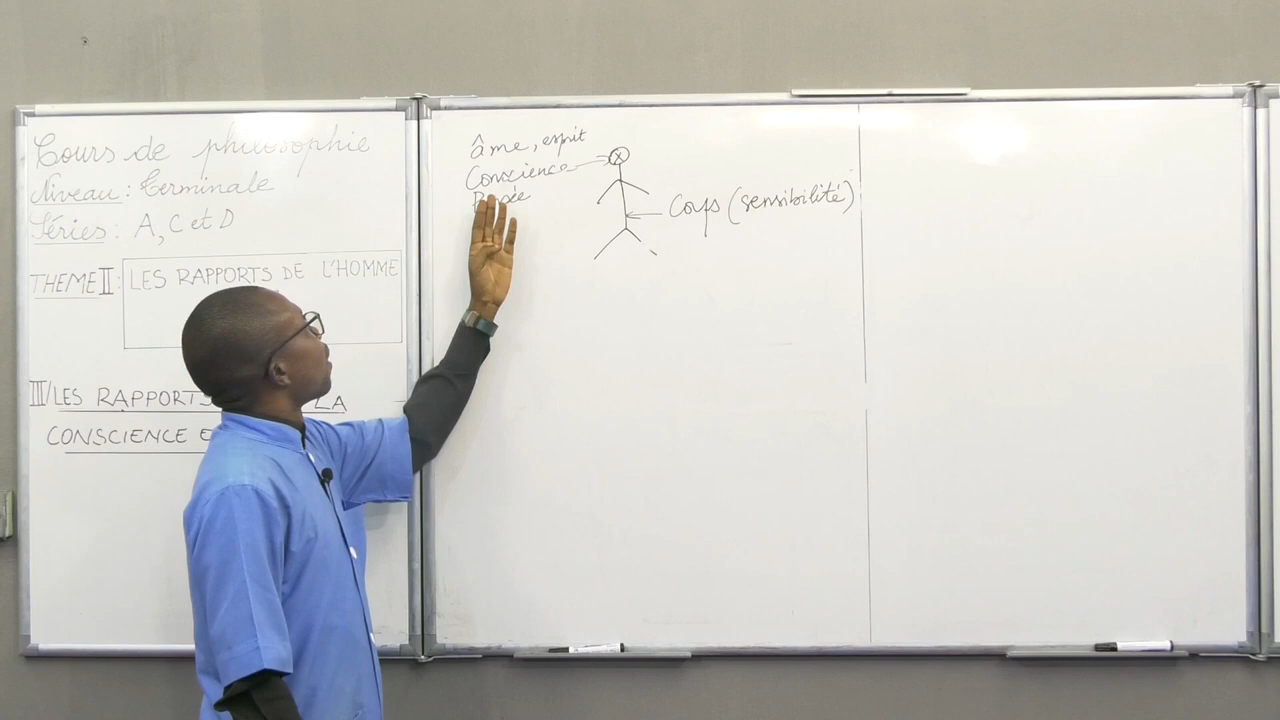 Cours de philosophie
Niveau : Terminale
Séries : A, C et D
THEME II : LES RAPPORTS DE L'HOMME
III/ LES RAPPORTS LA
CONSCIENCE E
âme, esprit
Conscience
Corps (sensibilité)